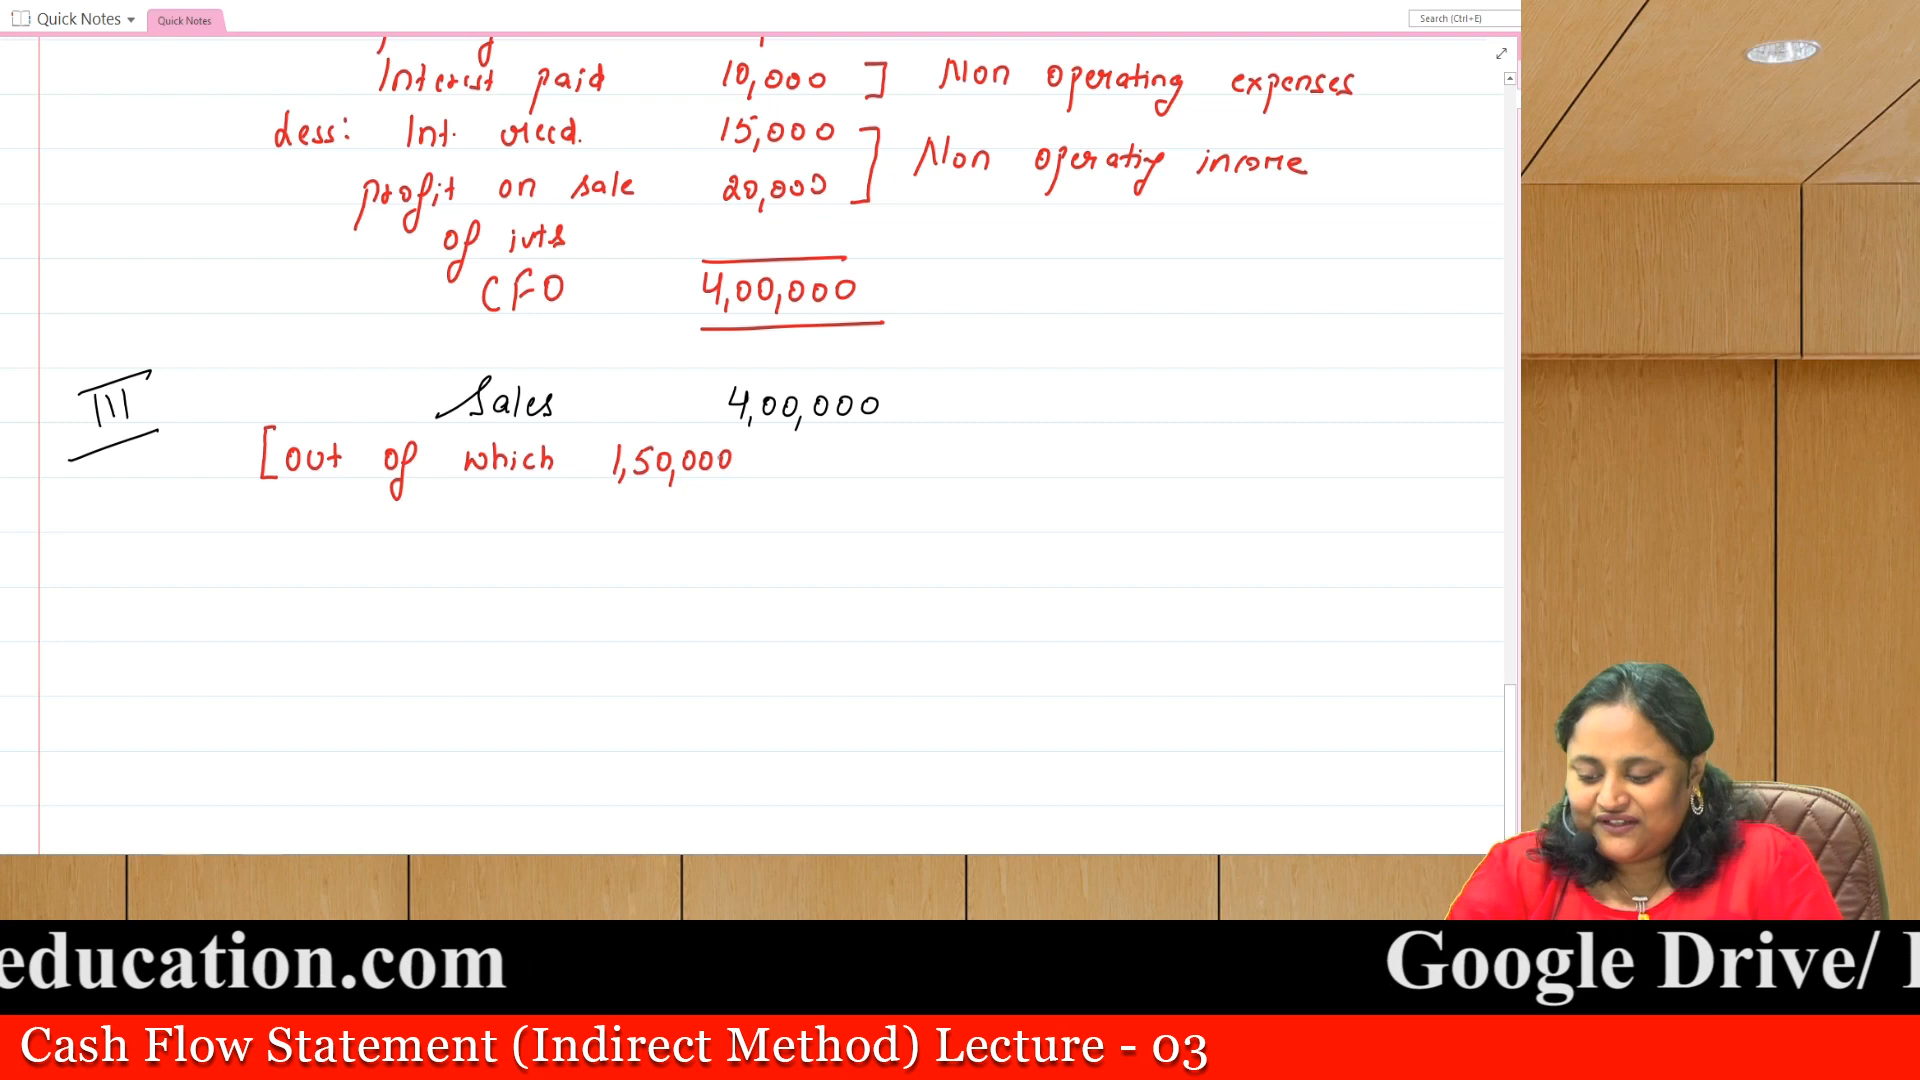 Quick Notes
Quick Notes
Search (Ctrl+E)
Interest paid 10,000 ] Non operating expenses
Less: Int. recd. 15,000
Profit on sale 20,000 ] Non operatig income
of ivts
CFO 4,00,000
III Sales 4,00,000
[out of which 1,50,000
education.com
Google Drive/
Cash Flow Statement (Indirect Method) Lecture - 03